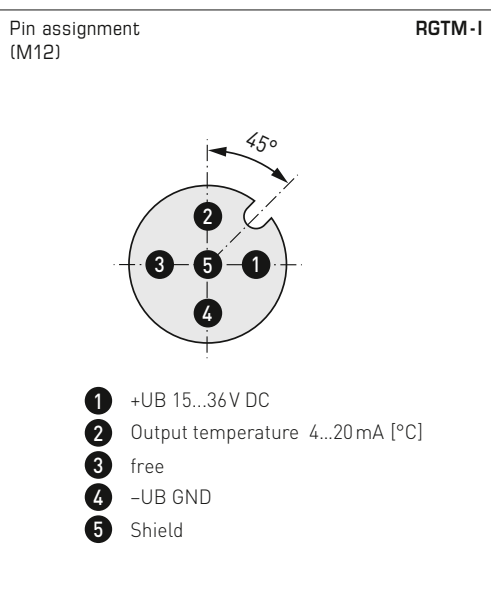 Pin assignment RGTM-I
(M12)
45°
2
3 5 1
4
1 +UB 15...36 V DC
2 Output temperature 4...20 mA [°C]
3 free
4 –UB GND
5 Shield